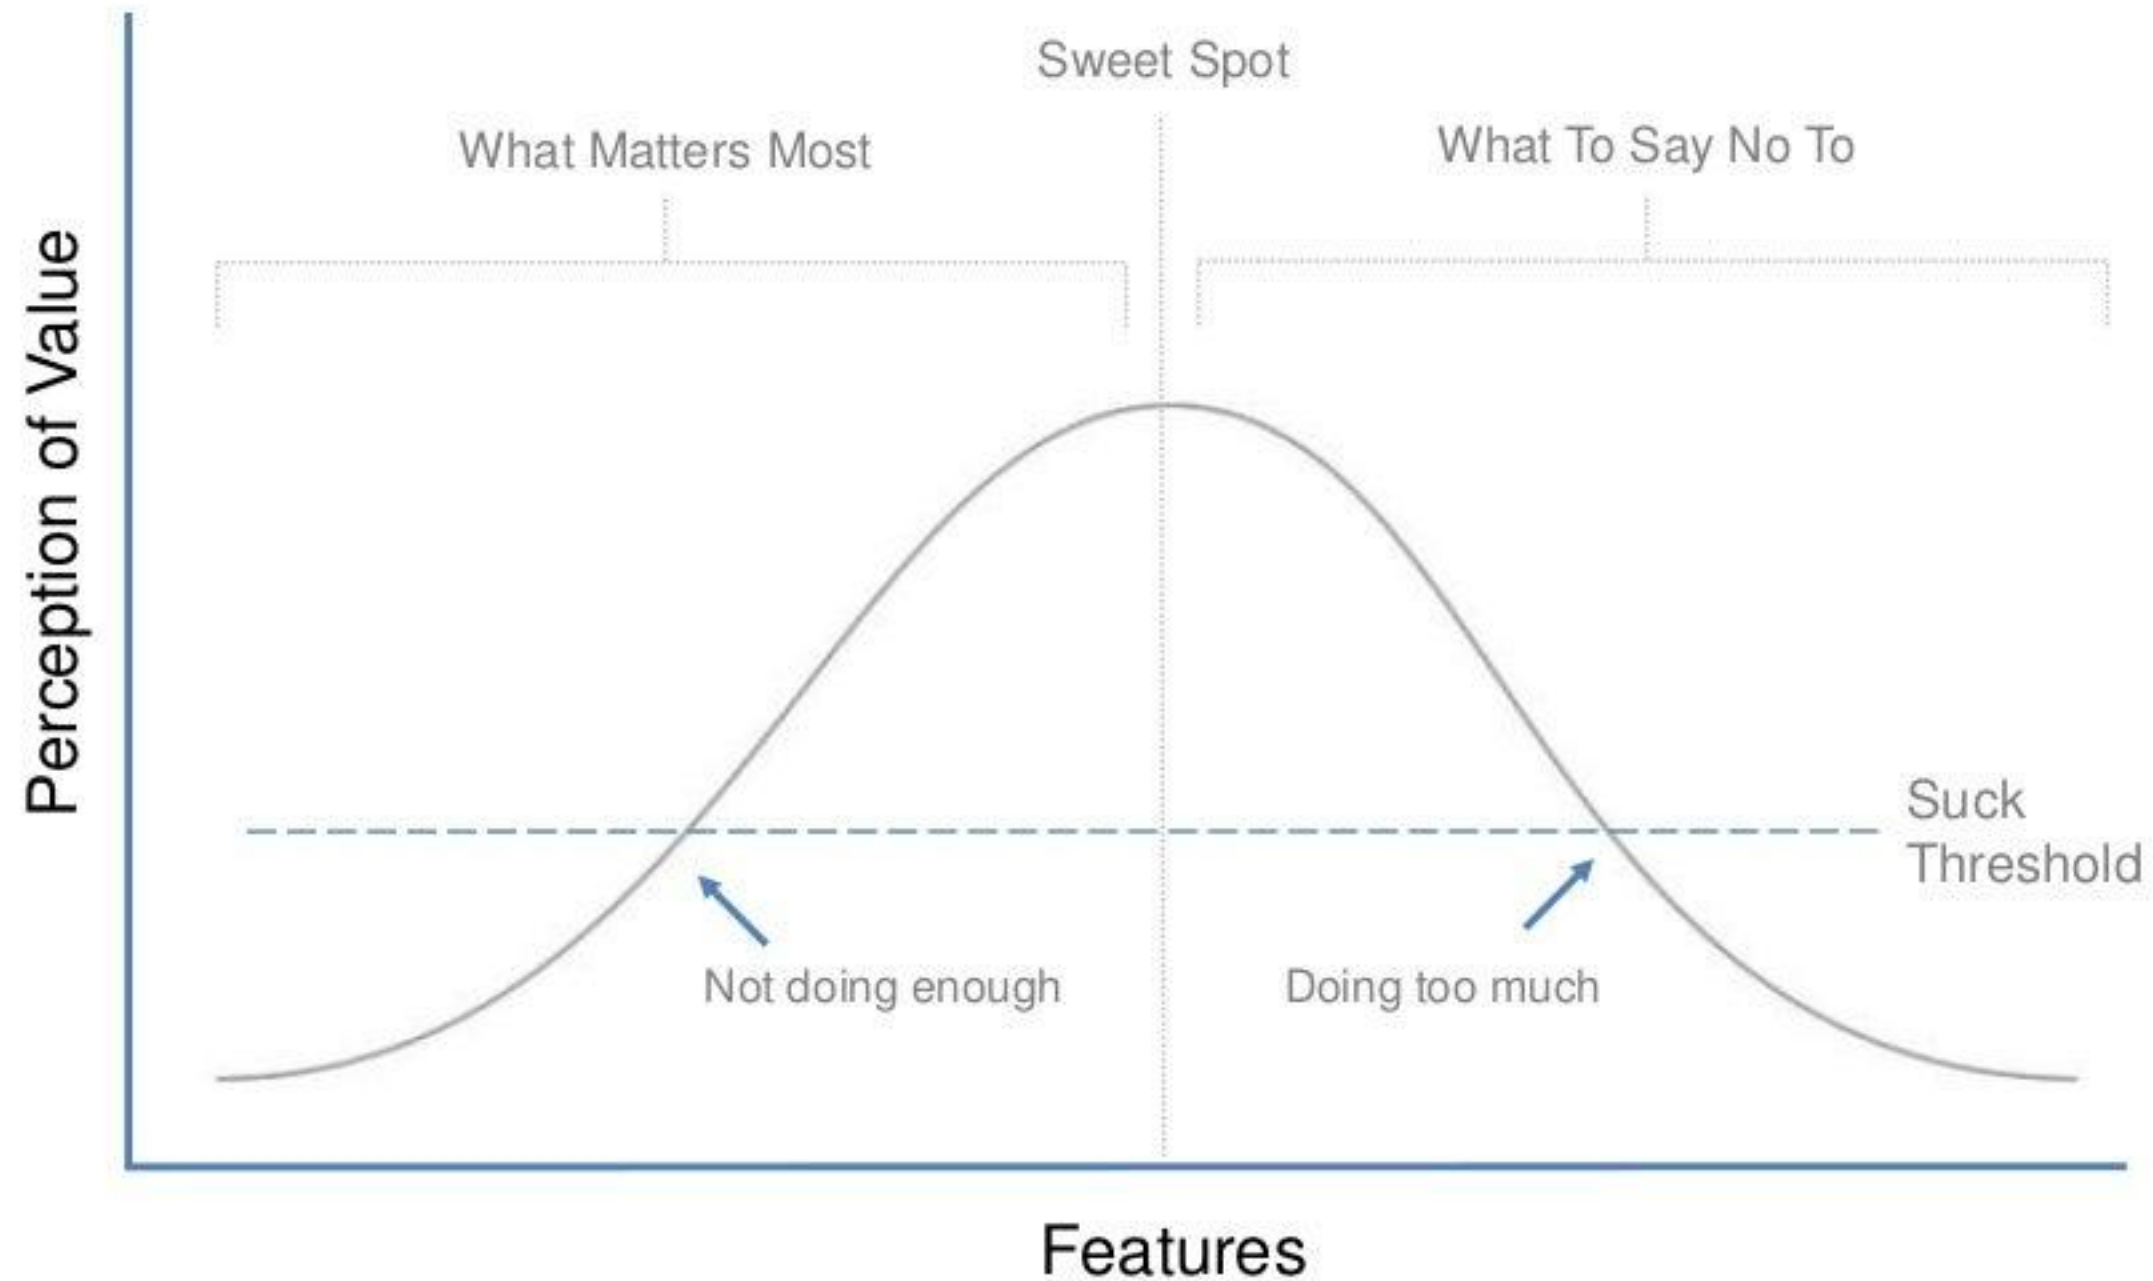 Sweet Spot
What Matters Most
What To Say No To
Perception of Value
Suck
Threshold
Not doing enough
Doing too much
Features